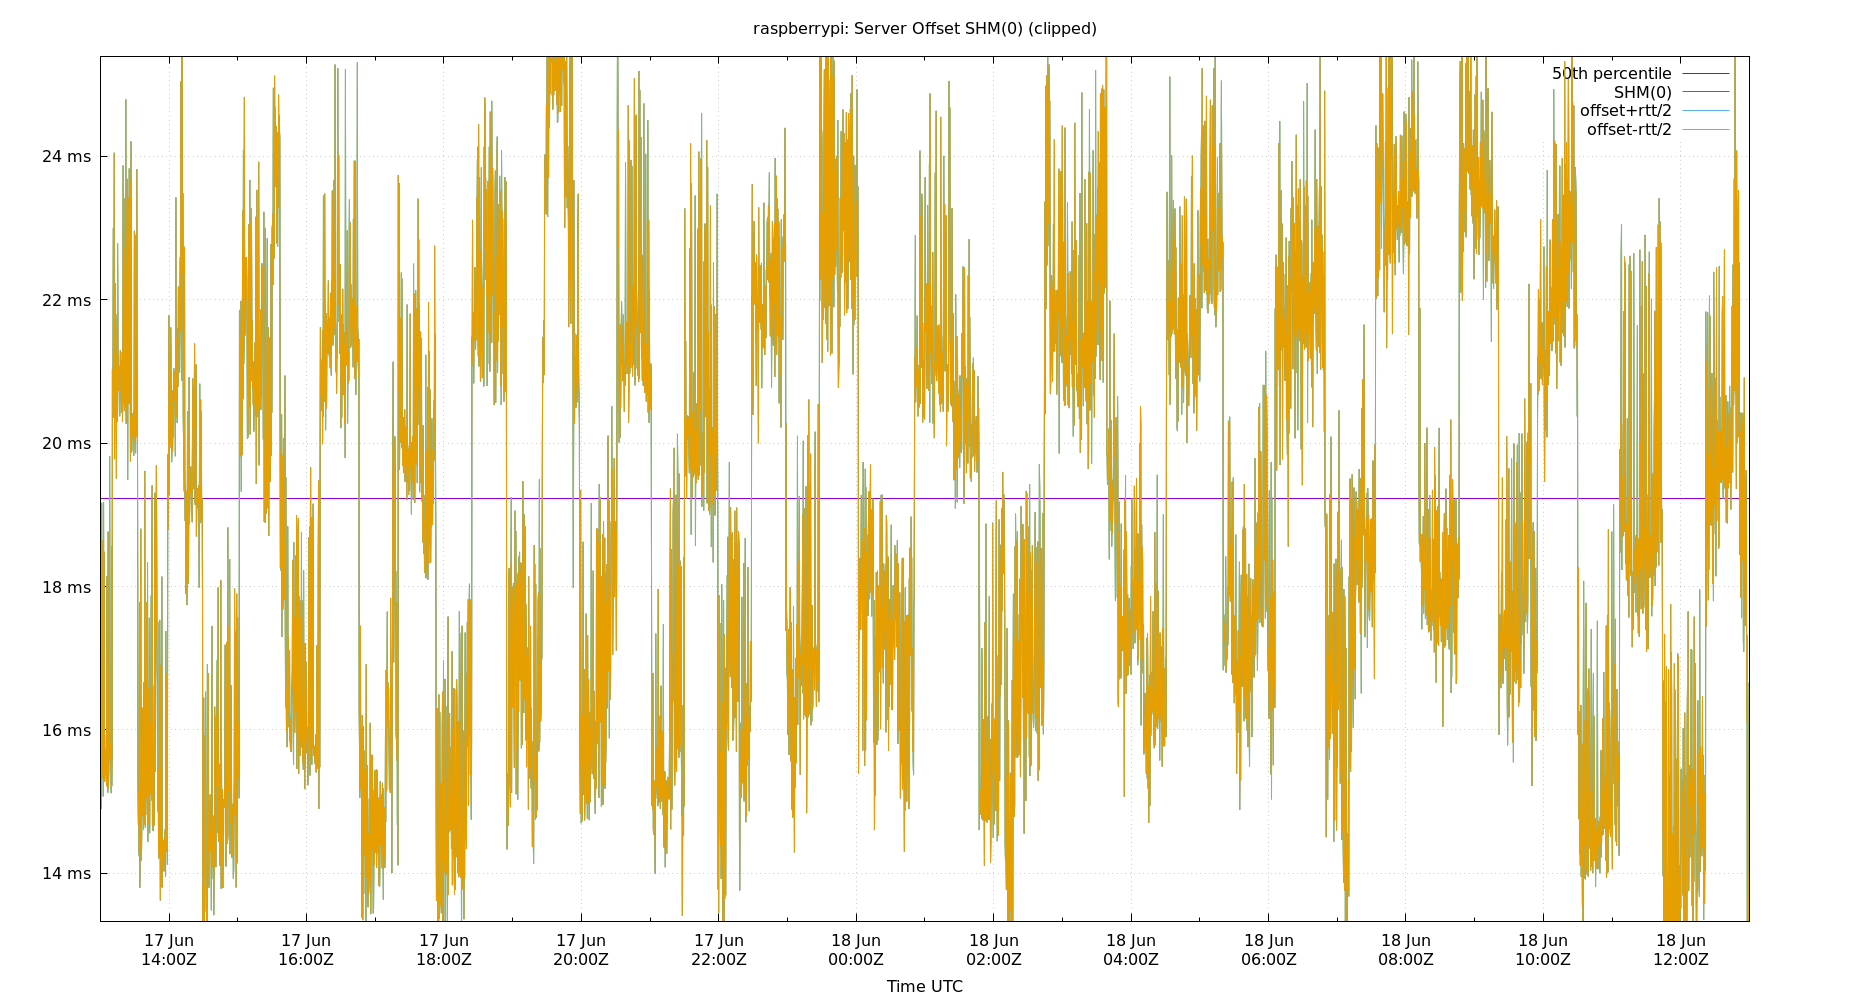 raspberrypi: Server Offset SHM(0) (clipped)
50th percentile
SHM(0)
offset+rtt/2
offset-rtt/2
24 ms
22 ms
20 ms
18 ms
16 ms
14 ms
17 Jun 17 Jun 17 Jun 17 Jun 17 Jun 18 Jun 18 Jun 18 Jun 18 Jun 18 Jun 18 Jun 18 Jun
14:00Z 16:00Z 18:00Z 20:00Z 22:00Z 00:00Z 02:00Z 04:00Z 06:00Z 08:00Z 10:00Z 12:00Z
Time UTC